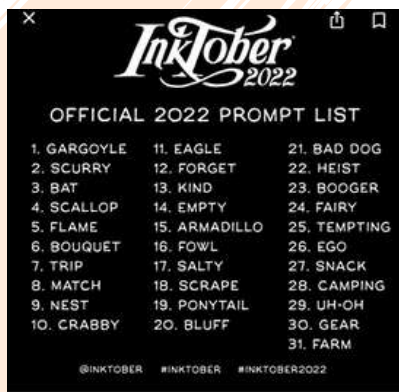 INKTOBER
2022
OFFICIAL 2022 PROMPT LIST
1. GARGOYLE
2. SCURRY
3. BAT
4. SCALLOP
5. FLAME
6. BOUQUET
7. TRIP
8. MATCH
9. NEST
10. CRABBY
11. EAGLE
12. FORGET
13. KIND
14. EMPTY
15. ARMADILLO
16. FOWL
17. SALTY
18. SCRAPE
19. PONYTAIL
20. BLUFF
21. BAD DOG
22. HEIST
23. BOOGER
24. FAIRY
25. TEMPTING
26. EGO
27. SNACK
28. CAMPING
29. UH-OH
30. GEAR
31. FARM
@INKTOBER #INKTOBER #INKTOBER2022